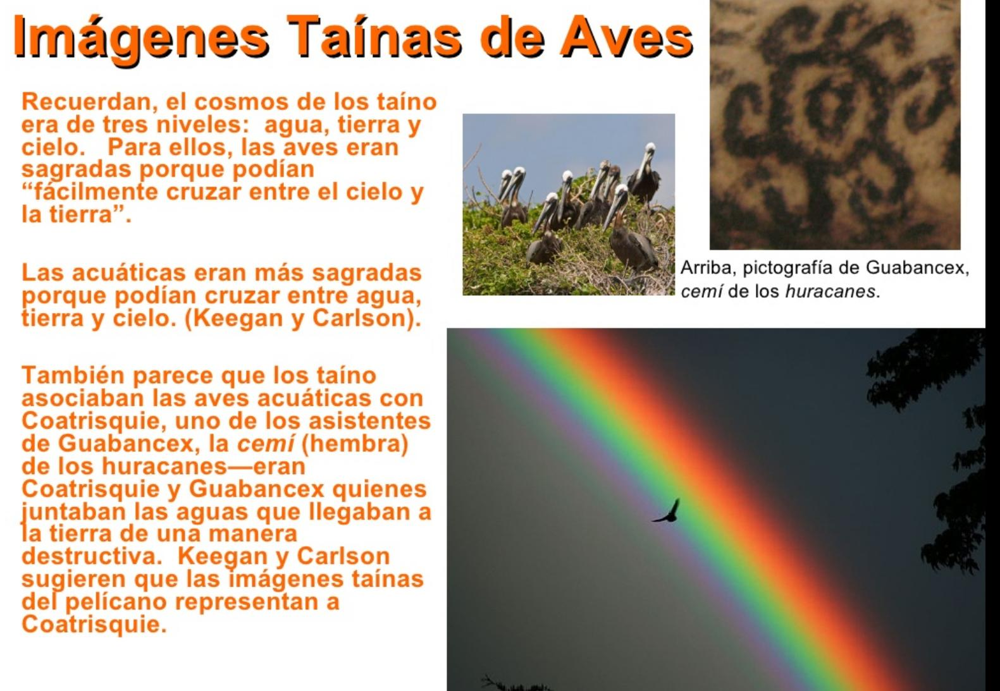 Imágenes Taínas de Aves
Recuerdan, el cosmos de los taíno
era de tres niveles:  agua, tierra y
cielo.   Para ellos, las aves eran
sagradas porque podían
“fácilmente cruzar entre el cielo y
la tierra”.
Las acuáticas eran más sagradas
porque podían cruzar entre agua,
tierra y cielo. (Keegan y Carlson).
También parece que los taíno
asociaban las aves acuáticas con
Coatrisquie, uno de los asistentes
de Guabancex, la cemí (hembra)
de los huracanes—eran
Coatrisquie y Guabancex quienes
juntaban las aguas que llegaban a
la tierra de una manera
destructiva.  Keegan y Carlson
sugieren que las imágenes taínas
del pelícano representan a
Coatrisquie.
Arriba, pictografía de Guabancex,
cemí de los huracanes.